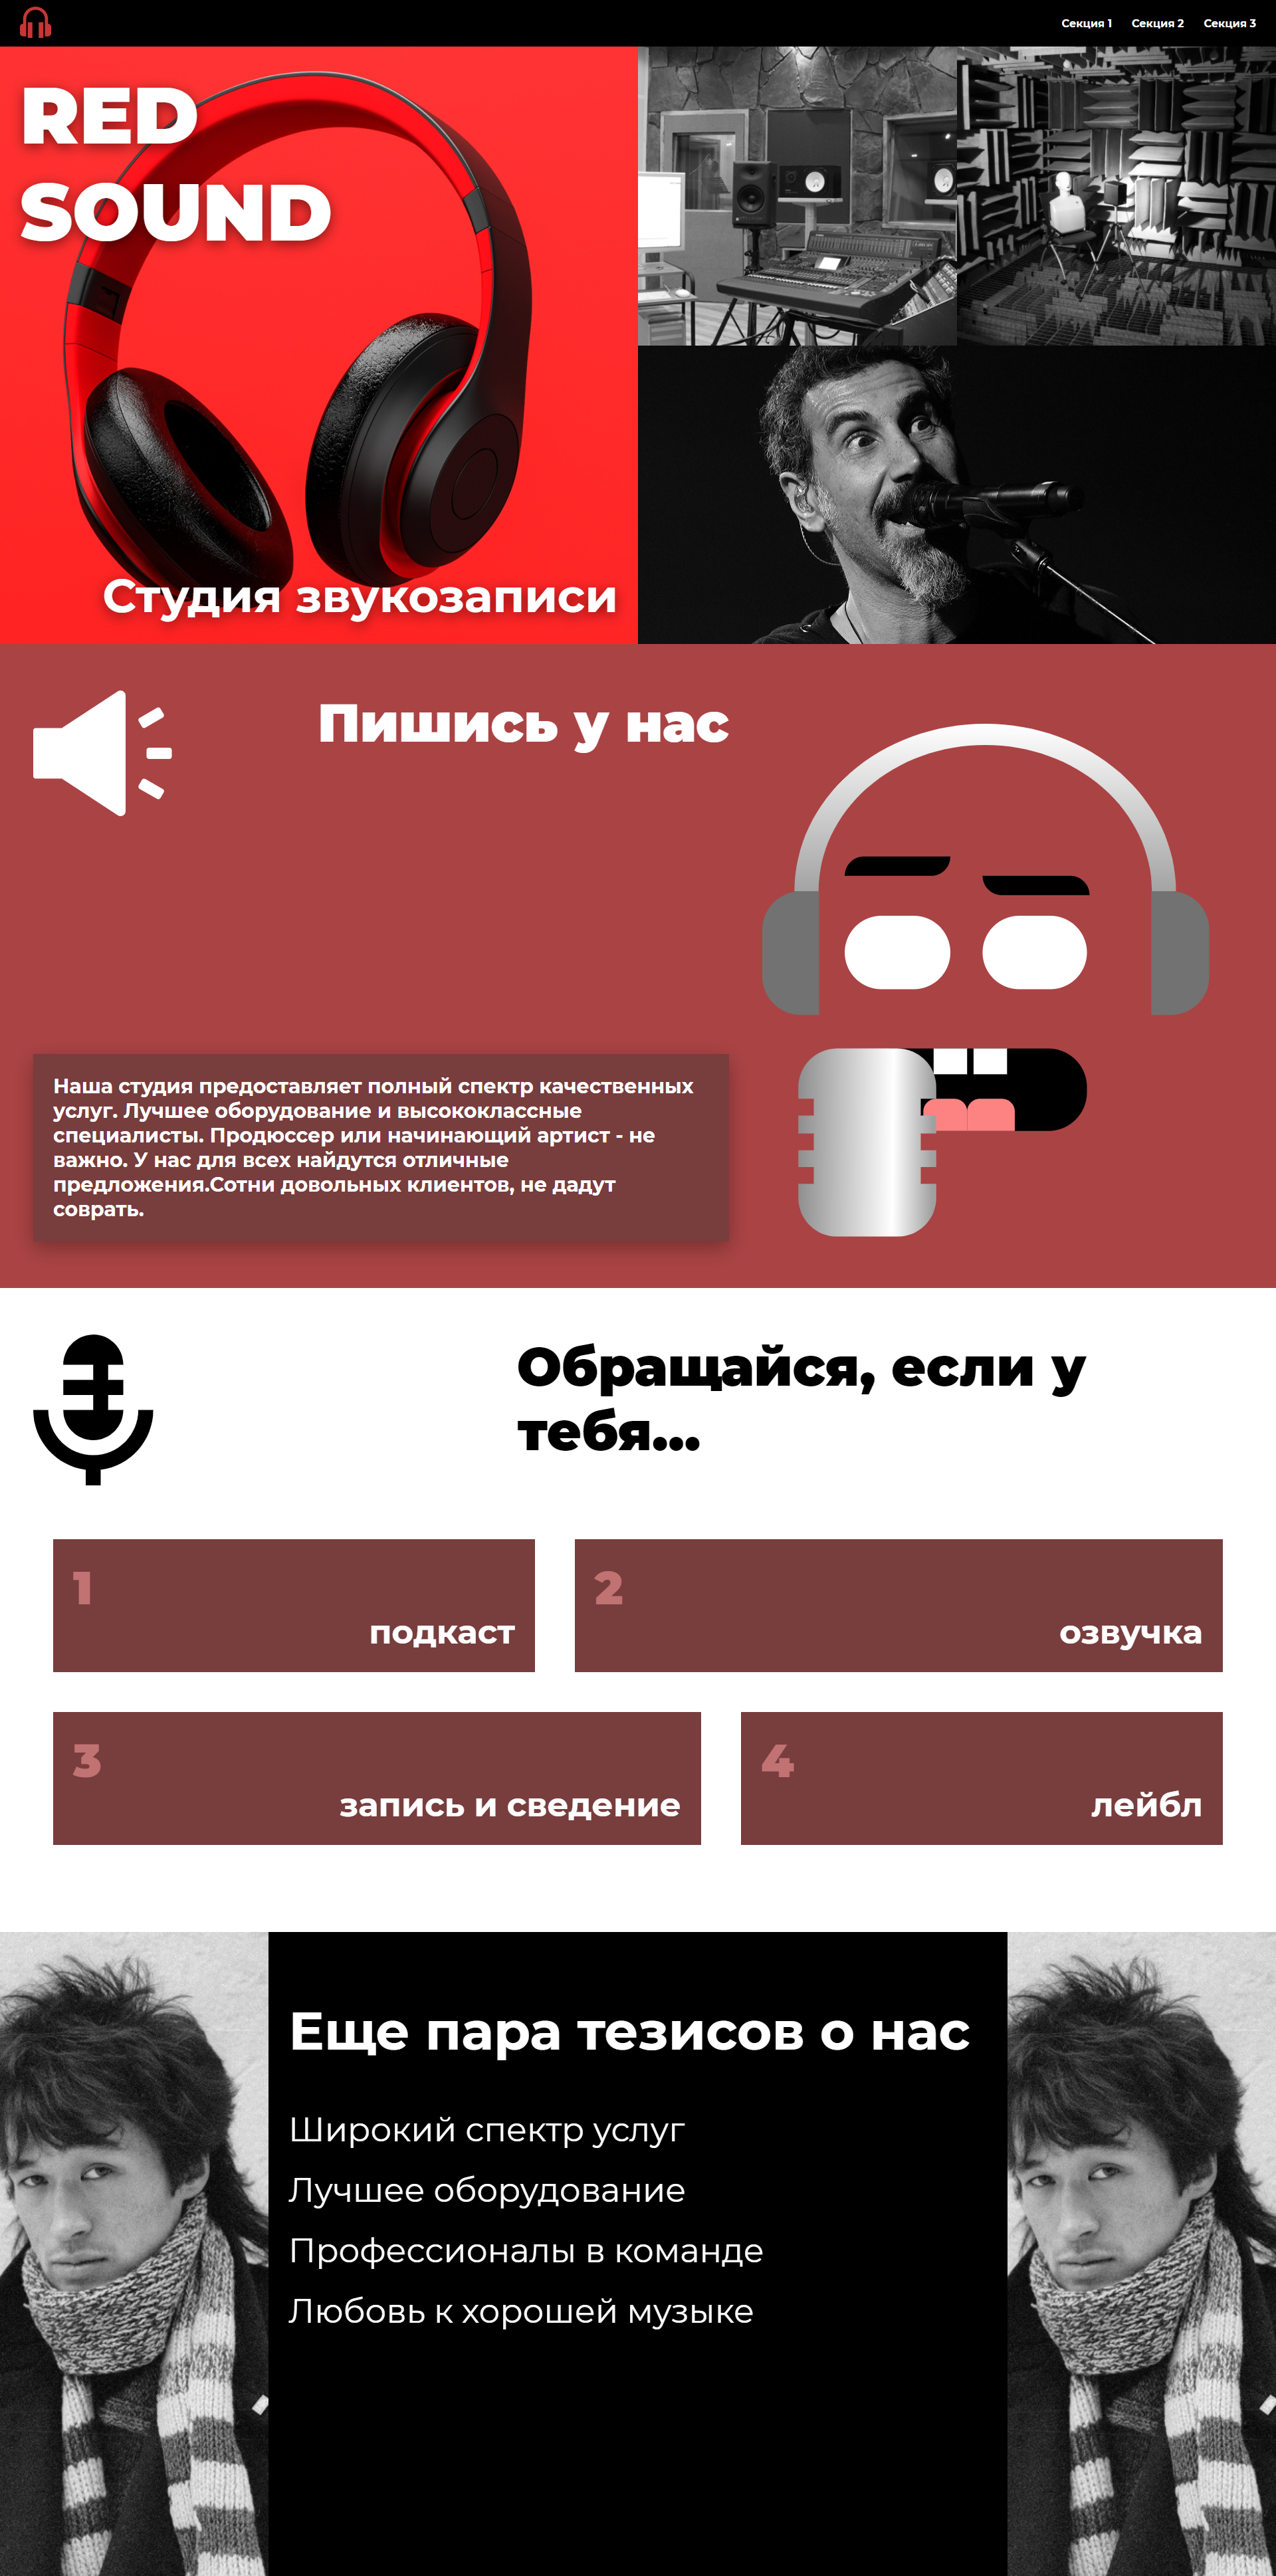 Секция 1 Секция 2 Секция 3
RED
SOUND
Студия звукозаписи
Пишись у нас
Наша студия предоставляет полный спектр качественных
услуг. Лучшее оборудование и высококлассные
специалисты. Продюссер или начинающий артист - не
важно. У нас для всех найдутся отличные
предложения.Сотни довольных клиентов, не дадут
соврать.
Обращайся, если у
тебя...
1
подкаст
2
озвучка
3
запись и сведение
4
лейбл
Еще пара тезисов о нас
Широкий спектр услуг
Лучшее оборудование
Профессионалы в команде
Любовь к хорошей музыке